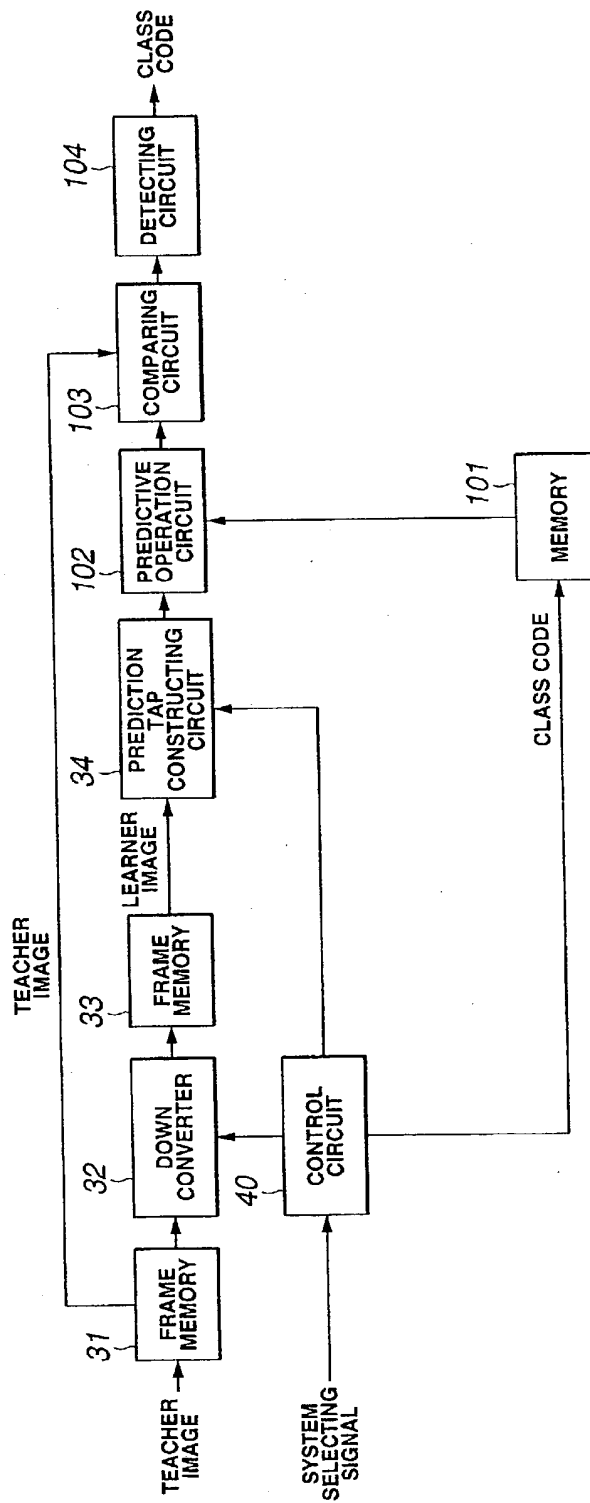 TEACHER
IMAGE
31
FRAME
MEMORY
TEACHER
IMAGE
32
DOWN
CONVERTER
33
FRAME
MEMORY
LEARNER
IMAGE
34
PREDICTION
TAP
CONSTRUCTING
CIRCUIT
102
PREDICTIVE
OPERATION
CIRCUIT
103
COMPARING
CIRCUIT
104
DETECTING
CIRCUIT
CLASS
CODE
SYSTEM
SELECTING
SIGNAL
40
CONTROL
CIRCUIT
CLASS CODE
101
MEMORY